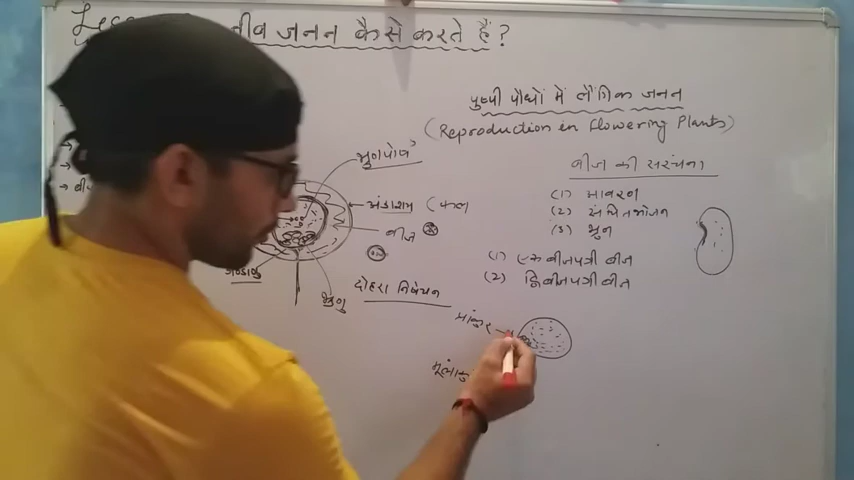 जीव जनन कैसे करते हैं?
पुष्पी पौधों में लैंगिक जनन
(Reproduction in flowering Plants)
बीज की संरचना
(1) आवरण
(2) संचित भोजन
(3) भ्रुन
(1) एक बीजपत्री बीज
(2) द्विबीजपत्री बीज
भ्रुणपोष
अंडाशय (फल
बीज
दोहरा निषेचन
प्रांकुर
मूलांकु